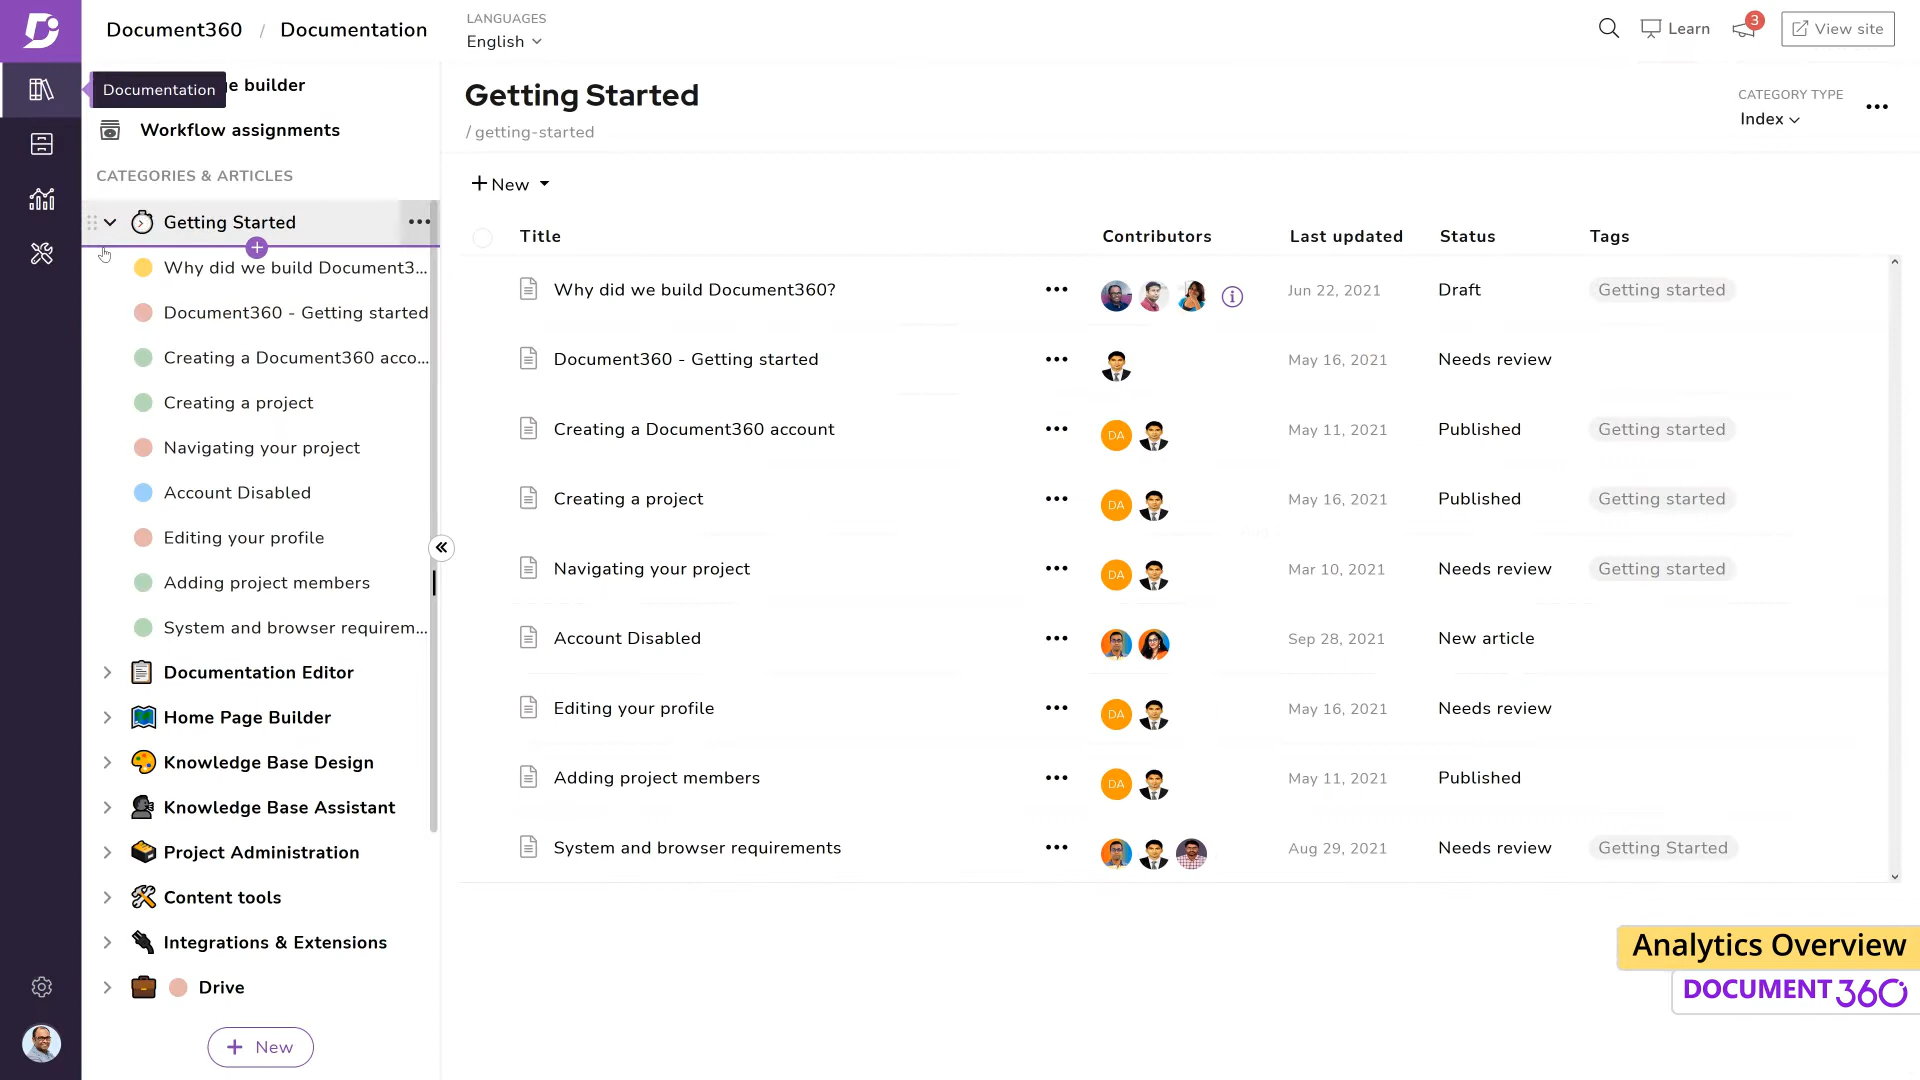 Document360 / Documentation
LANGUAGES
English
3
Learn
View site
Documentation
e builder
Workflow assignments
CATEGORIES & ARTICLES
Getting Started
Why did we build Document3...
Document360 - Getting started
Creating a Document360 acco...
Creating a project
Navigating your project
Account Disabled
Editing your profile
Adding project members
System and browser requirem...
Documentation Editor
Home Page Builder
Knowledge Base Design
Knowledge Base Assistant
Project Administration
Content tools
Integrations & Extensions
Drive
+ New
Getting Started
/ getting-started
CATEGORY TYPE
Index
+ New
Title Contributors Last updated Status Tags
Why did we build Document360? Jun 22, 2021 Draft Getting started
Document360 - Getting started May 16, 2021 Needs review
Creating a Document360 account DA May 11, 2021 Published Getting started
Creating a project DA May 16, 2021 Published Getting started
Navigating your project DA Mar 10, 2021 Needs review Getting started
Account Disabled Sep 28, 2021 New article
Editing your profile DA May 16, 2021 Needs review
Adding project members DA May 11, 2021 Published
System and browser requirements Aug 29, 2021 Needs review Getting Started
Analytics Overview
DOCUMENT360